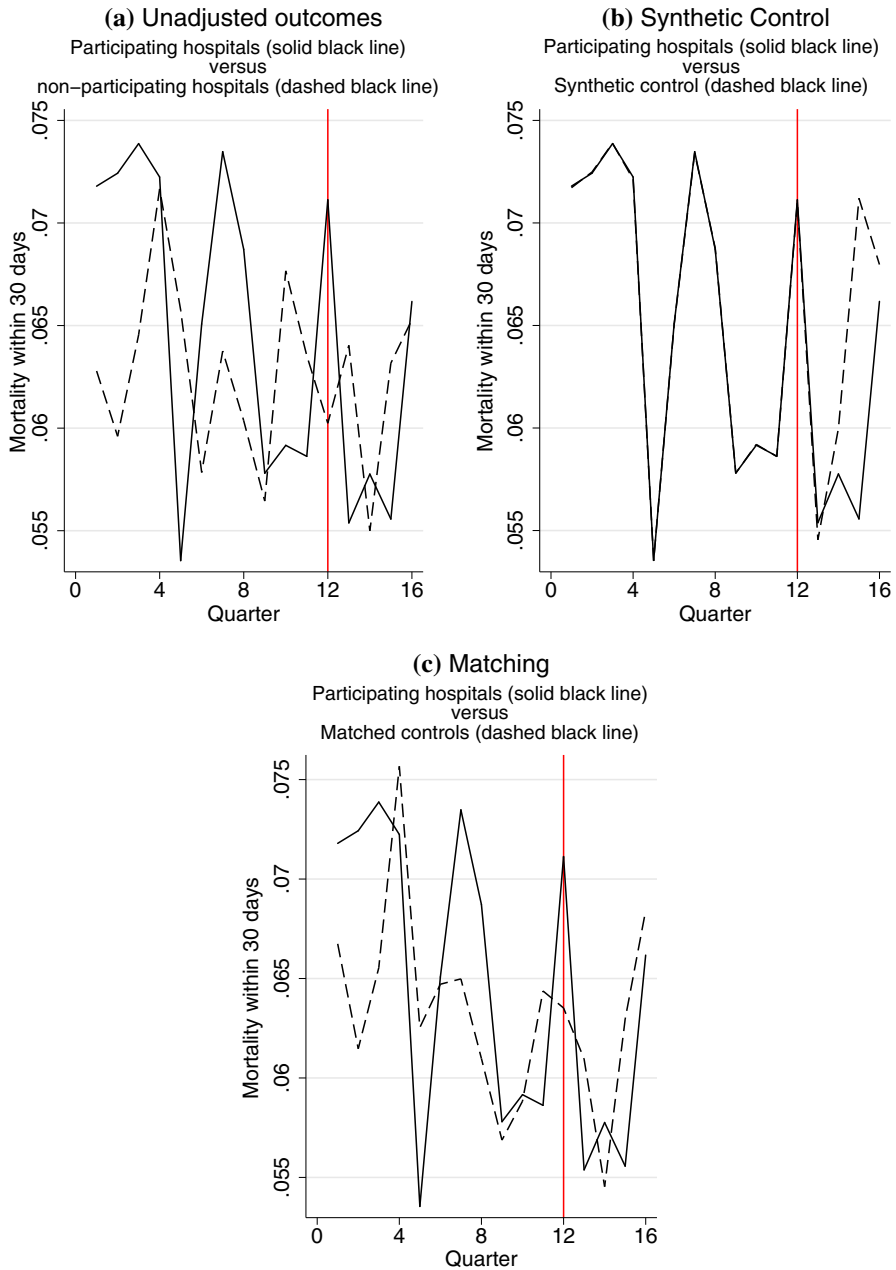 (a) Unadjusted outcomes
Participating hospitals (solid black line)
versus
non−participating hospitals (dashed black line)
.075
.07
.065
.06
.055
Mortality within 30 days
0 4 8 12 16
Quarter
(b) Synthetic Control
Participating hospitals (solid black line)
versus
Synthetic control (dashed black line)
.075
.07
.065
.06
.055
Mortality within 30 days
0 4 8 12 16
Quarter
(c) Matching
Participating hospitals (solid black line)
versus
Matched controls (dashed black line)
.075
.07
.065
.06
.055
Mortality within 30 days
0 4 8 12 16
Quarter